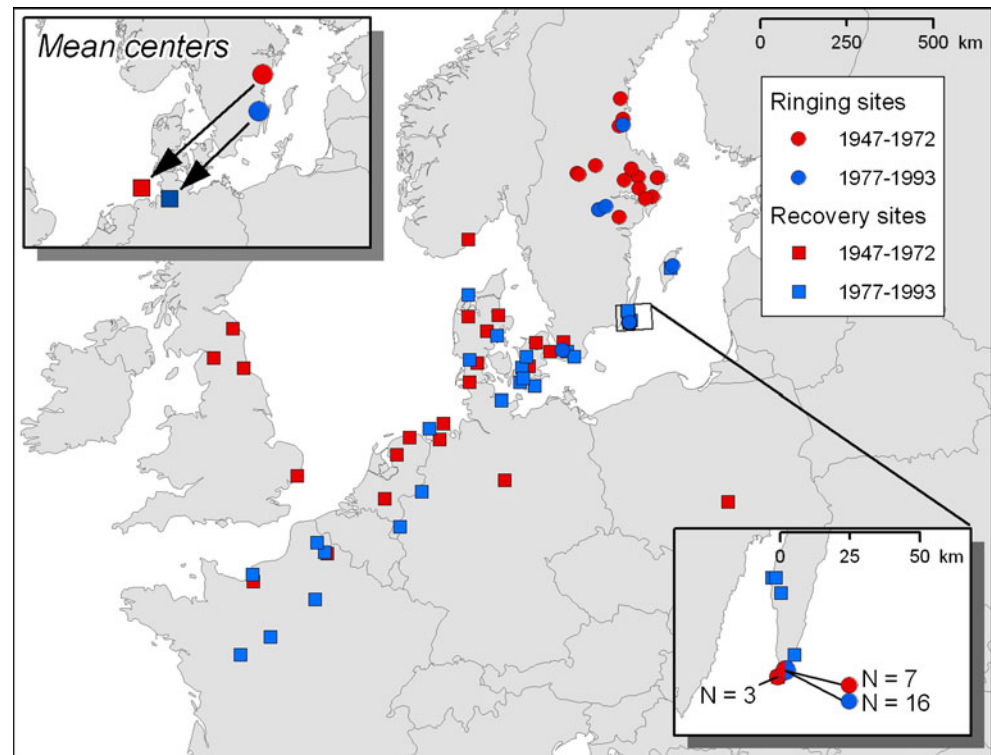 Mean centers
0 250 500 km
Ringing sites
1947-1972
1977-1993
Recovery sites
1947-1972
1977-1993
0 25 50 km
N = 3
N = 7
N = 16